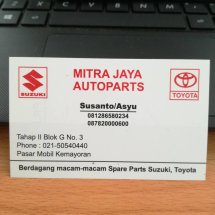 MITRA JAYA
AUTOPARTS
SUZUKI
TOYOTA
Susanto/Asyu
081286580234
087820000600
Tahap II Blok G No. 3
Phone : 021-50540440
Pasar Mobil Kemayoran
Berdagang macam-macam Spare Parts Suzuki, Toyota